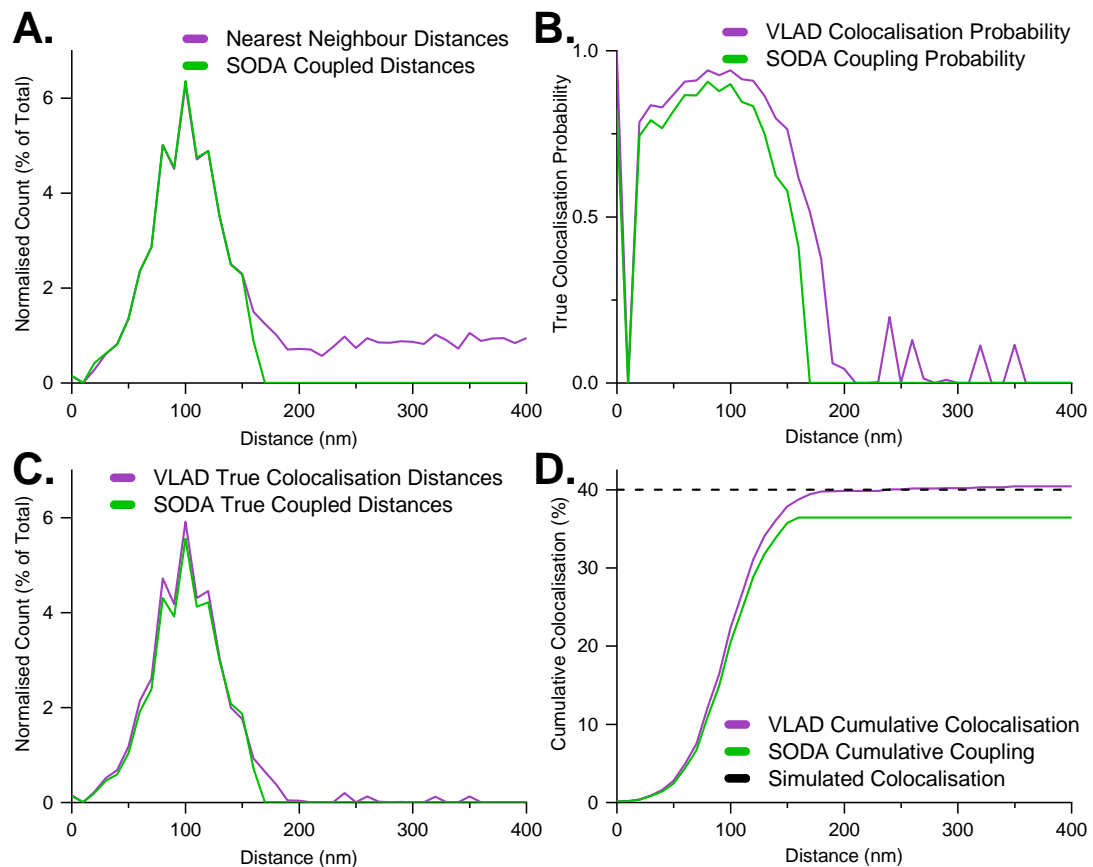 A.
Nearest Neighbour Distances
SODA Coupled Distances
Normalised Count (% of Total)
6
4
2
0
0
100
200
300
400
Distance (nm)
B.
VLAD Colocalisation Probability
SODA Coupling Probability
True Colocalisation Probability
1.0
0.5
0.0
0
100
200
300
400
Distance (nm)
C.
VLAD True Colocalisation Distances
SODA True Coupled Distances
Normalised Count (% of Total)
6
4
2
0
0
100
200
300
400
Distance (nm)
D.
Cumulative Colocalisation (%)
40
30
20
10
0
VLAD Cumulative Colocalisation
SODA Cumulative Coupling
Simulated Colocalisation
0
100
200
300
400
Distance (nm)